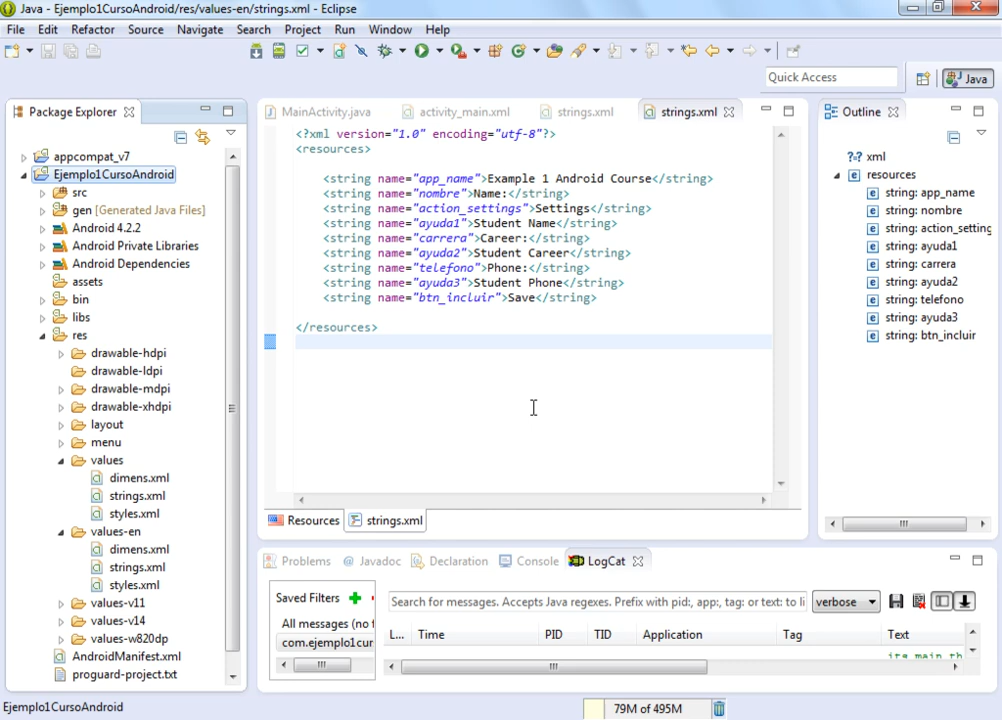 Java - Ejemplo1CursoAndroid/res/values-en/strings.xml - Eclipse
File Edit Refactor Source Navigate Search Project Run Window Help
Quick Access
Java
Package Explorer
appcompat_v7
Ejemplo1CursoAndroid
src
gen [Generated Java Files]
Android 4.2.2
Android Private Libraries
Android Dependencies
assets
bin
libs
res
drawable-hdpi
drawable-ldpi
drawable-mdpi
drawable-xhdpi
layout
menu
values
dimens.xml
strings.xml
styles.xml
values-en
dimens.xml
strings.xml
styles.xml
values-v11
values-v14
values-w820dp
AndroidManifest.xml
proguard-project.txt
MainActivity.java activity_main.xml strings.xml strings.xml
<?xml version="1.0" encoding="utf-8"?>
<resources>
<string name="app_name">Example 1 Android Course</string>
<string name="nombre">Name:</string>
<string name="action_settings">Settings</string>
<string name="ayuda1">Student Name</string>
<string name="carrera">Career:</string>
<string name="ayuda2">Student Career</string>
<string name="telefono">Phone:</string>
<string name="ayuda3">Student Phone</string>
<string name="btn_incluir">Save</string>
</resources>
Resources strings.xml
Outline
?=? xml
resources
string: app_name
string: nombre
string: action_setting
string: ayuda1
string: carrera
string: ayuda2
string: telefono
string: ayuda3
string: btn_incluir
Problems Javadoc Declaration Console LogCat
Saved Filters
All messages (no f
com.ejemplo1cur
Search for messages. Accepts Java regexes. Prefix with pid:, app:, tag: or text: to li
verbose
L... Time PID TID Application Tag Text
its main th
Ejemplo1CursoAndroid
79M of 495M